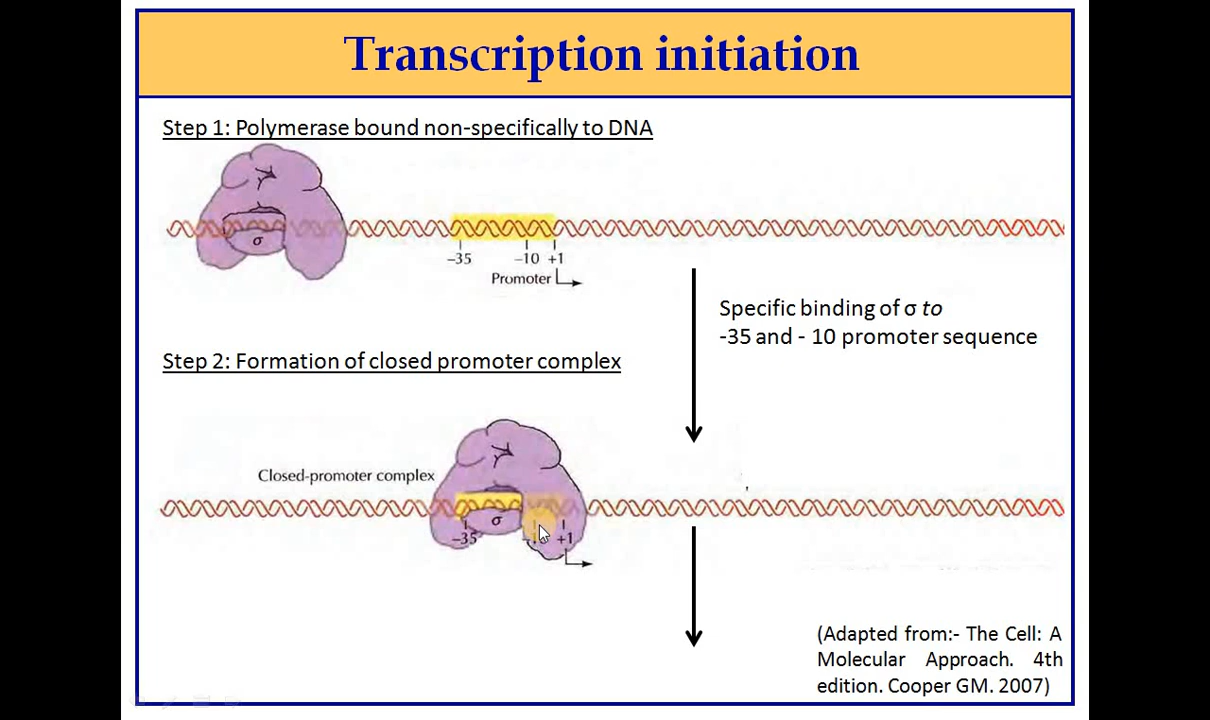 Transcription initiation
Step 1: Polymerase bound non-specifically to DNA
σ
−35
−10
+1
Promoter
Specific binding of σ to
-35 and - 10 promoter sequence
Step 2: Formation of closed promoter complex
Closed-promoter complex
σ
−35
+1
(Adapted from:- The Cell: A
Molecular Approach. 4th
edition. Cooper GM. 2007)